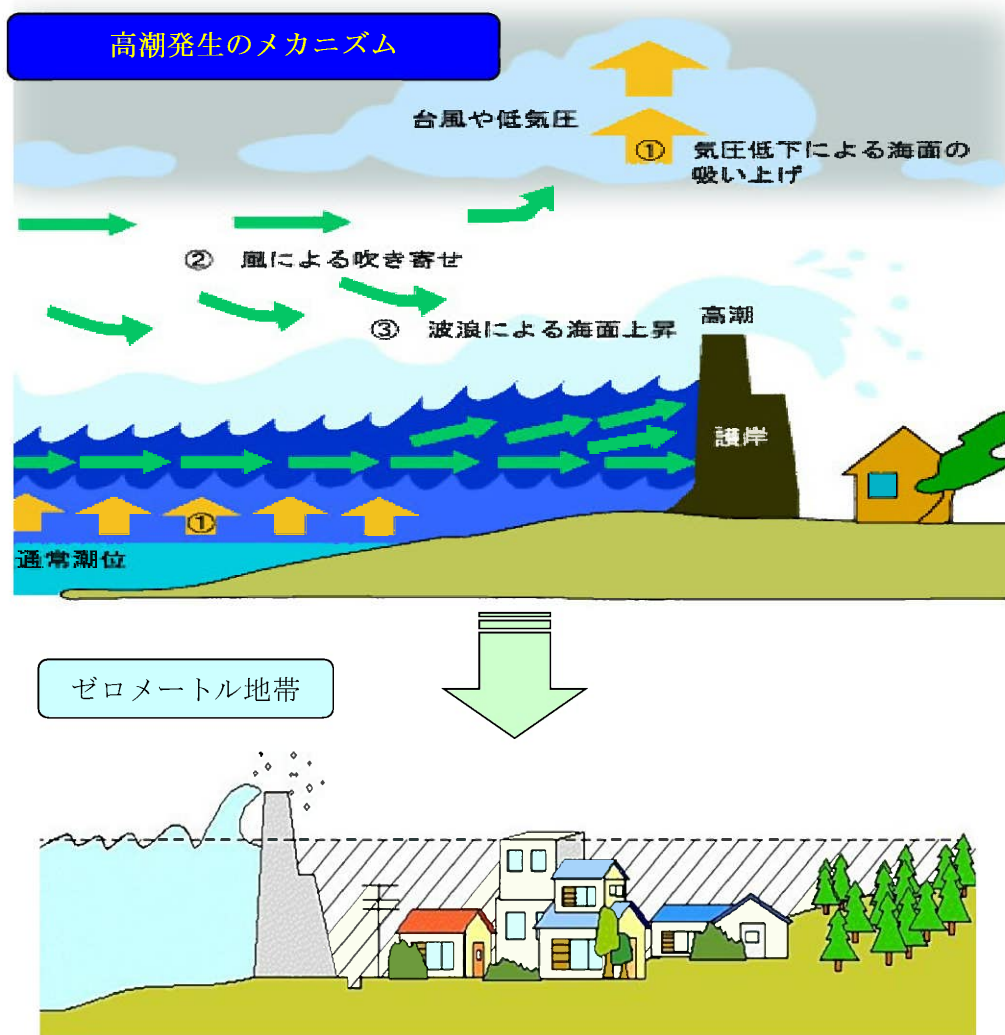 高潮発生のメカニズム
台風や低気圧
① 気圧低下による海面の
吸い上げ
② 風による吹き寄せ
③ 波浪による海面上昇
高潮
護岸
①
通常潮位
ゼロメートル地帯